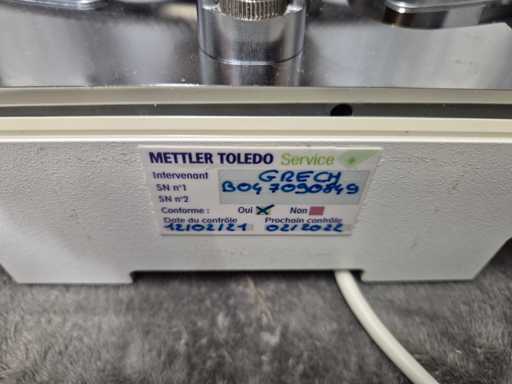 METTLER TOLEDO Service
Intervenant GRECH
SN n°1 B047090849
SN n°2
Conforme : Oui Non
Date du contrôle Prochain contrôle
12/02/21 02/2022